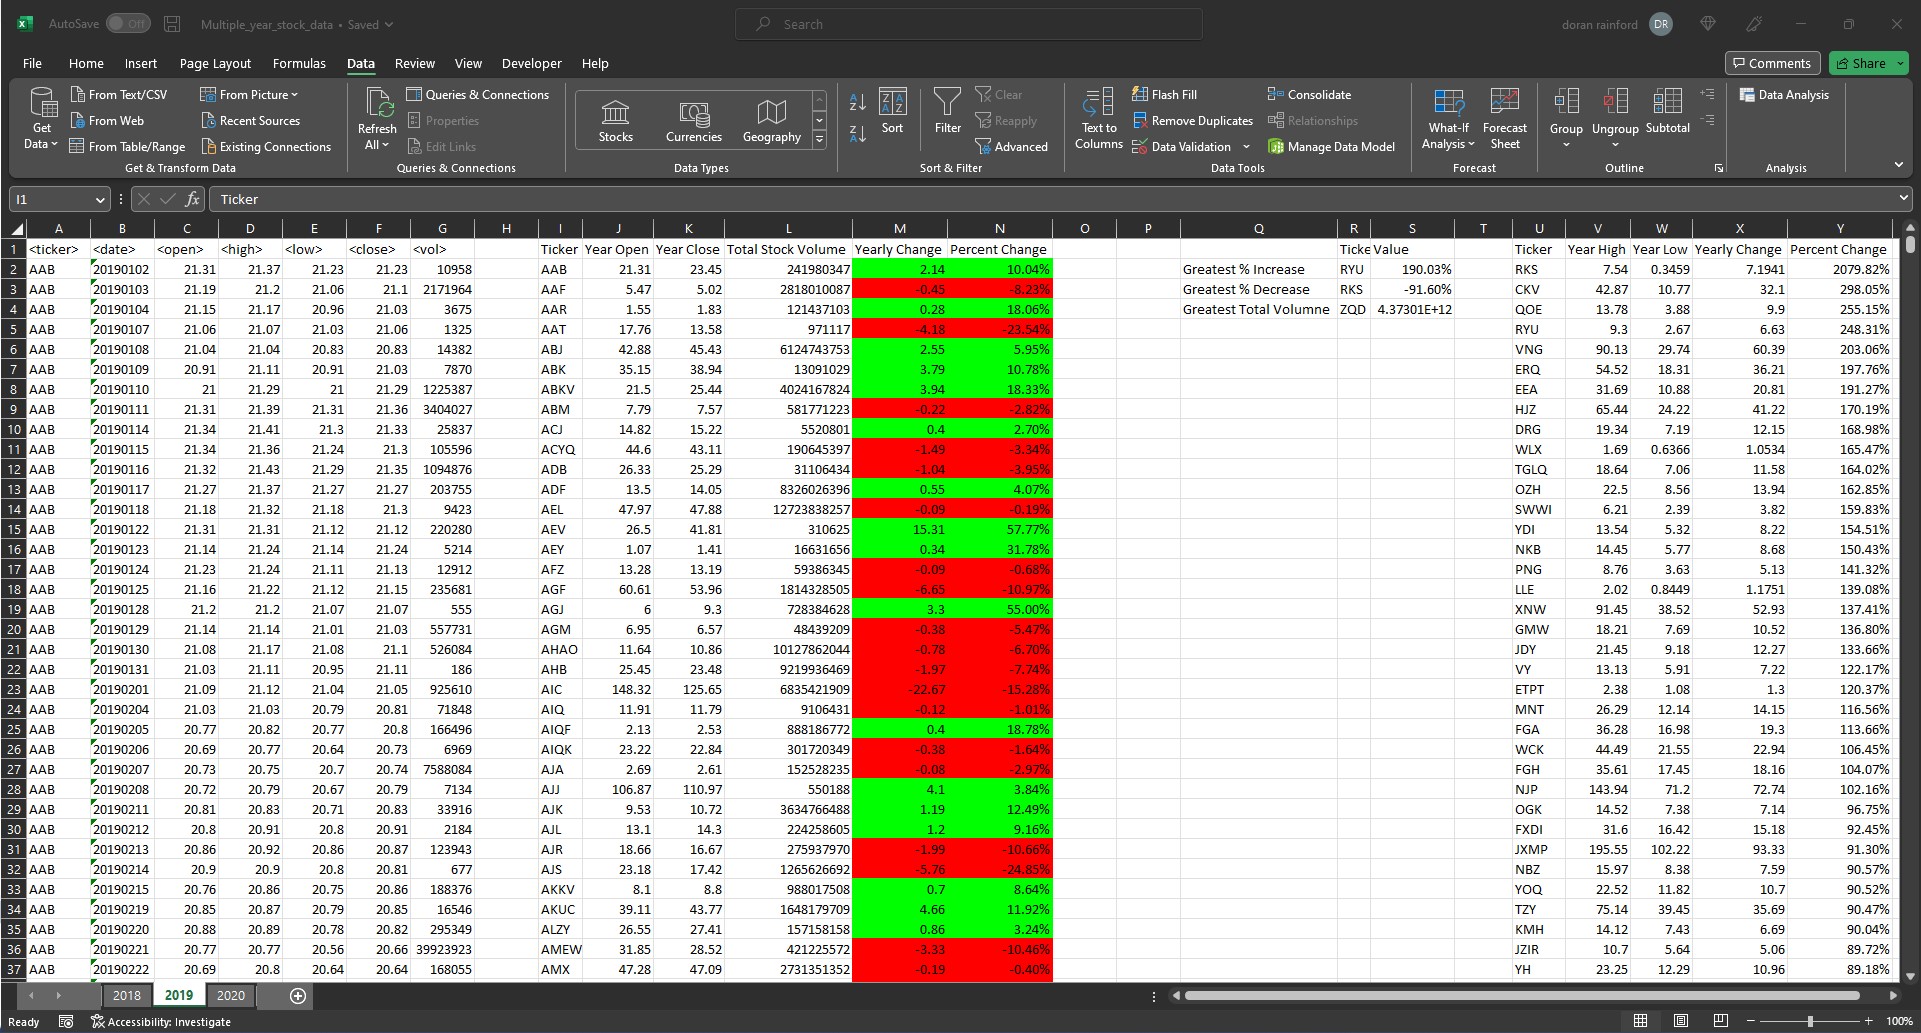 AutoSave Off Multiple_year_stock_data • Saved Search doran rainford DR
File Home Insert Page Layout Formulas Data Review View Developer Help Comments Share
From Text/CSV From Picture Queries & Connections Clear Flash Fill Consolidate Data Analysis
From Web Recent Sources Properties Reapply Remove Duplicates Relationships
From Table/Range Existing Connections Edit Links Advanced Data Validation Manage Data Model
Get Data Refresh All Stocks Currencies Geography Sort Filter Text to Columns What-If Analysis Forecast Sheet Group Ungroup Subtotal
Get & Transform Data Queries & Connections Data Types Sort & Filter Data Tools Forecast Outline Analysis
I1 fx Ticker
A B C D E F G H I J K L M N O P Q R S T U V W X Y
1 <ticker> <date> <open> <high> <low> <close> <vol> Ticker Year Open Year Close Total Stock Volume Yearly Change Percent Change Ticke Value Ticker Year High Year Low Yearly Change Percent Change
2 AAB 20190102 21.31 21.37 21.23 21.23 10958 AAB 21.31 23.45 241980347 2.14 10.04% Greatest % Increase RYU 190.03% RKS 7.54 0.3459 7.1941 2079.82%
3 AAB 20190103 21.19 21.2 21.06 21.1 2171964 AAF 5.47 5.02 2818010087 -0.45 -8.23% Greatest % Decrease RKS -91.60% CKV 42.87 10.77 32.1 298.05%
4 AAB 20190104 21.15 21.17 20.96 21.03 3675 AAR 1.55 1.83 121437103 0.28 18.06% Greatest Total Volumne ZQD 4.37301E+12 QOE 13.78 3.88 9.9 255.15%
5 AAB 20190107 21.06 21.07 21.03 21.06 1325 AAT 17.76 13.58 971117 -4.18 -23.54% RYU 9.3 2.67 6.63 248.31%
6 AAB 20190108 21.04 21.04 20.83 20.83 14382 ABJ 42.88 45.43 6124743753 2.55 5.95% VNG 90.13 29.74 60.39 203.06%
7 AAB 20190109 20.91 21.11 20.91 21.03 7870 ABK 35.15 38.94 13091029 3.79 10.78% ERQ 54.52 18.31 36.21 197.76%
8 AAB 20190110 21 21.29 21 21.29 1225387 ABKV 21.5 25.44 4024167824 3.94 18.33% EEA 31.69 10.88 20.81 191.27%
9 AAB 20190111 21.31 21.39 21.31 21.36 3404027 ABM 7.79 7.57 581771223 -0.22 -2.82% HJZ 65.44 24.22 41.22 170.19%
10 AAB 20190114 21.34 21.41 21.3 21.33 25837 ACJ 14.82 15.22 5520801 0.4 2.70% DRG 19.34 7.19 12.15 168.98%
11 AAB 20190115 21.34 21.36 21.24 21.3 105596 ACYQ 44.6 43.11 190645397 -1.49 -3.34% WLX 1.69 0.6366 1.0534 165.47%
12 AAB 20190116 21.32 21.43 21.29 21.35 1094876 ADB 26.33 25.29 31106434 -1.04 -3.95% TGLQ 18.64 7.06 11.58 164.02%
13 AAB 20190117 21.27 21.37 21.27 21.27 203755 ADF 13.5 14.05 8326026396 0.55 4.07% OZH 22.5 8.56 13.94 162.85%
14 AAB 20190118 21.18 21.32 21.18 21.3 9423 AEL 47.97 47.88 12723838257 -0.09 -0.19% SWWI 6.21 2.39 3.82 159.83%
15 AAB 20190122 21.31 21.31 21.12 21.12 220280 AEV 26.5 41.81 310625 15.31 57.77% YDI 13.54 5.32 8.22 154.51%
16 AAB 20190123 21.14 21.24 21.14 21.24 5214 AEY 1.07 1.41 16631656 0.34 31.78% NKB 14.45 5.77 8.68 150.43%
17 AAB 20190124 21.23 21.24 21.11 21.13 12912 AFZ 13.28 13.19 59386345 -0.09 -0.68% PNG 8.76 3.63 5.13 141.32%
18 AAB 20190125 21.16 21.22 21.12 21.15 235681 AGF 60.61 53.96 1814328505 -6.65 -10.97% LLE 2.02 0.8449 1.1751 139.08%
19 AAB 20190128 21.2 21.2 21.07 21.07 555 AGJ 6 9.3 728384628 3.3 55.00% XNW 91.45 38.52 52.93 137.41%
20 AAB 20190129 21.14 21.14 21.01 21.03 557731 AGM 6.95 6.57 48439209 -0.38 -5.47% GMW 18.21 7.69 10.52 136.80%
21 AAB 20190130 21.08 21.17 21.08 21.1 526084 AHAO 11.64 10.86 10127862044 -0.78 -6.70% JDY 21.45 9.18 12.27 133.66%
22 AAB 20190131 21.03 21.11 20.95 21.11 186 AHB 25.45 23.48 9219936469 -1.97 -7.74% VY 13.13 5.91 7.22 122.17%
23 AAB 20190201 21.09 21.12 21.04 21.05 925610 AIC 148.32 125.65 6835421909 -22.67 -15.28% ETPT 2.38 1.08 1.3 120.37%
24 AAB 20190204 21.03 21.03 20.79 20.81 71848 AIQ 11.91 11.79 9106431 -0.12 -1.01% MNT 26.29 12.14 14.15 116.56%
25 AAB 20190205 20.77 20.82 20.77 20.8 166496 AIQF 2.13 2.53 888186772 0.4 18.78% FGA 36.28 16.98 19.3 113.66%
26 AAB 20190206 20.69 20.77 20.64 20.73 6969 AIQK 23.22 22.84 301720349 -0.38 -1.64% WCK 44.49 21.55 22.94 106.45%
27 AAB 20190207 20.73 20.75 20.7 20.74 7588084 AJA 2.69 2.61 152528235 -0.08 -2.97% FGH 35.61 17.45 18.16 104.07%
28 AAB 20190208 20.72 20.79 20.67 20.79 7134 AJJ 106.87 110.97 550188 4.1 3.84% NJP 143.94 71.2 72.74 102.16%
29 AAB 20190211 20.81 20.83 20.71 20.83 33916 AJK 9.53 10.72 3634766488 1.19 12.49% OGK 14.52 7.38 7.14 96.75%
30 AAB 20190212 20.8 20.91 20.8 20.91 2184 AJL 13.1 14.3 224258605 1.2 9.16% FXDI 31.6 16.42 15.18 92.45%
31 AAB 20190213 20.86 20.92 20.86 20.87 123943 AJR 18.66 16.67 275937970 -1.99 -10.66% JXMP 195.55 102.22 93.33 91.30%
32 AAB 20190214 20.9 20.9 20.8 20.81 677 AJS 23.18 17.42 1265626692 -5.76 -24.85% NBZ 15.97 8.38 7.59 90.57%
33 AAB 20190215 20.76 20.86 20.75 20.86 188376 AKKV 8.1 8.8 988017508 0.7 8.64% YOQ 22.52 11.82 10.7 90.52%
34 AAB 20190219 20.85 20.87 20.79 20.85 16546 AKUC 39.11 43.77 1648179709 4.66 11.92% TZY 75.14 39.45 35.69 90.47%
35 AAB 20190220 20.88 20.89 20.78 20.82 295349 ALZY 26.55 27.41 157158158 0.86 3.24% KMH 14.12 7.43 6.69 90.04%
36 AAB 20190221 20.77 20.77 20.56 20.66 39923923 AMEW 31.85 28.52 421225572 -3.33 -10.46% JZIR 10.7 5.64 5.06 89.72%
37 AAB 20190222 20.69 20.8 20.64 20.64 168055 AMX 47.28 47.09 2731351352 -0.19 -0.40% YH 23.25 12.29 10.96 89.18%
2018 2019 2020
Ready Accessibility: Investigate 100%